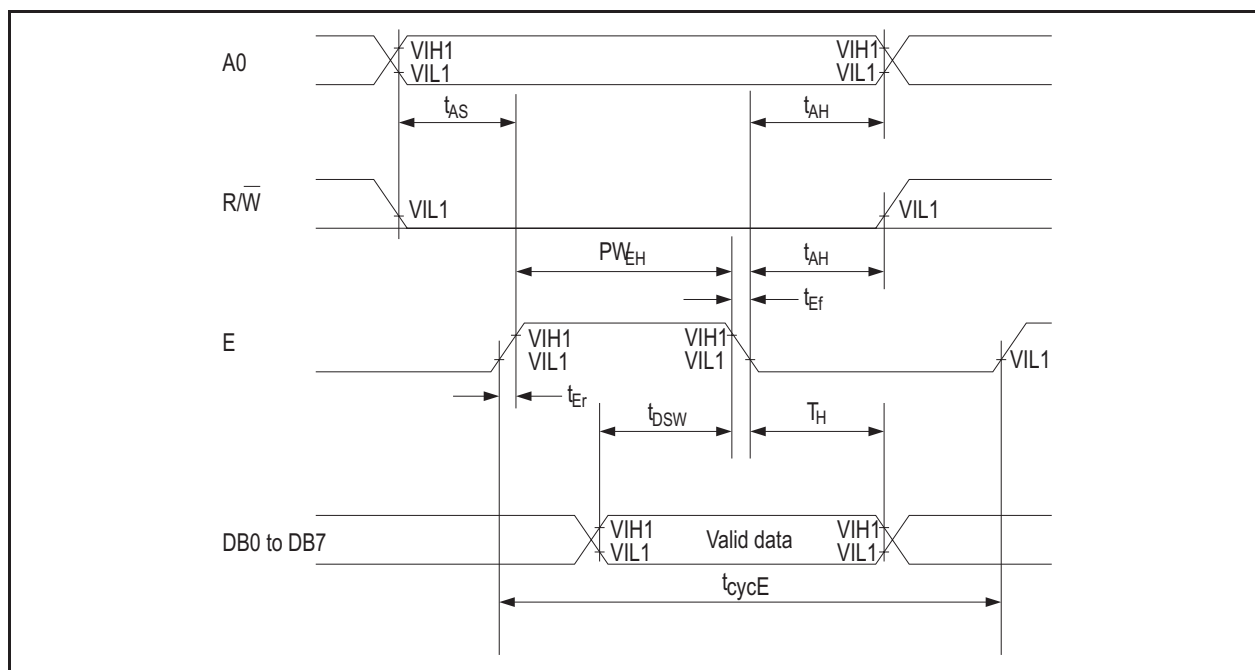 A0
VIH1
VIL1
VIH1
VIL1
tAS
tAH
R/W̅
VIL1
VIL1
PWEH
tAH
tEf
E
VIH1
VIL1
VIH1
VIL1
VIL1
tEr
tDSW
TH
DB0 to DB7
VIH1
VIL1
Valid data
VIH1
VIL1
tcycE